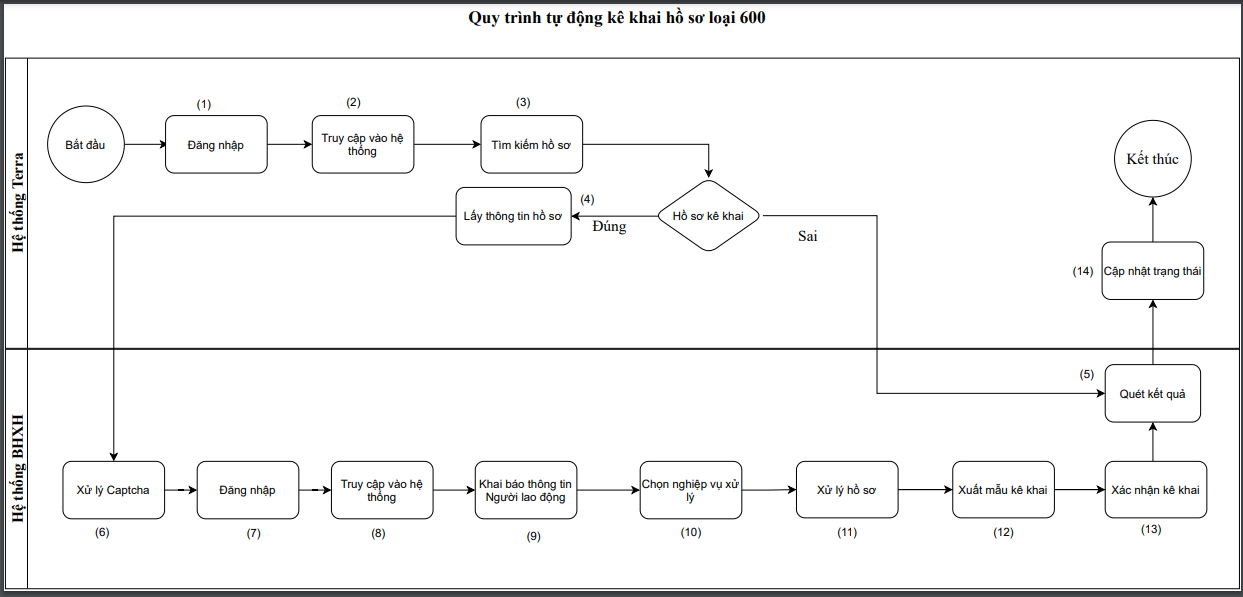 Quy trình tự động kê khai hồ sơ loại 600
Hệ thống Terra
(1)
(2)
(3)
Bắt đầu
Đăng nhập
Truy cập vào hệ
thống
Tìm kiếm hồ sơ
Kết thúc
(4)
Lấy thông tin hồ sơ
Đúng
Hồ sơ kê khai
Sai
(14)
Cập nhật trạng thái
Hệ thống BHXH
(5)
Quét kết quả
Xử lý Captcha
Đăng nhập
Truy cập vào hệ
thống
Khai báo thông tin
Người lao động
Chọn nghiệp vụ xử
lý
Xử lý hồ sơ
Xuất mẫu kê khai
Xác nhận kê khai
(6)
(7)
(8)
(9)
(10)
(11)
(12)
(13)